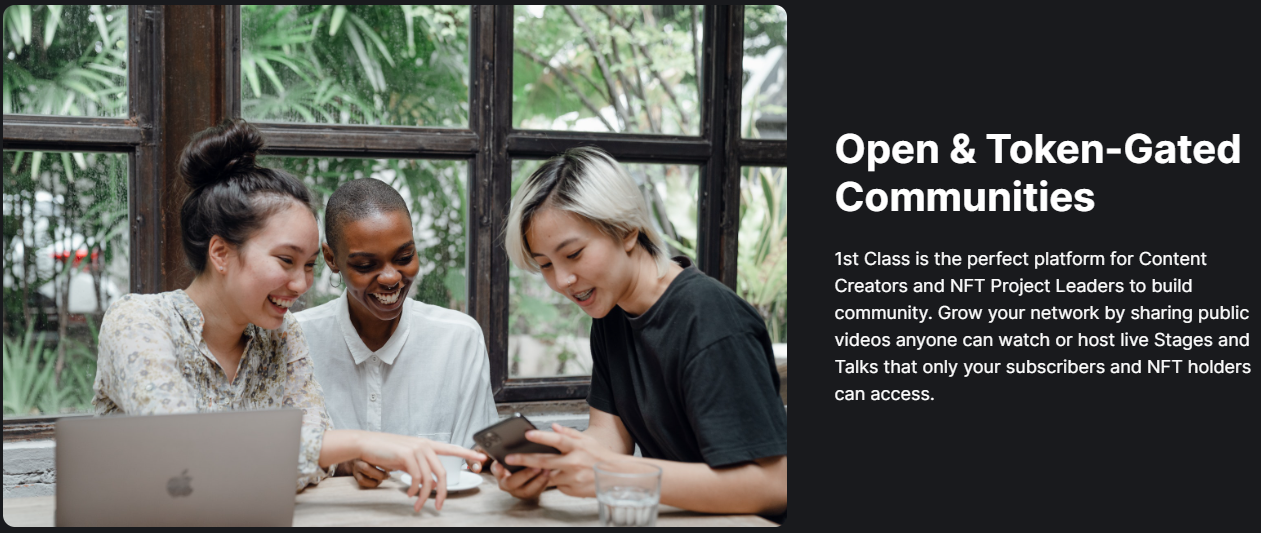 Open & Token-Gated
Communities
1st Class is the perfect platform for Content
Creators and NFT Project Leaders to build
community. Grow your network by sharing public
videos anyone can watch or host live Stages and
Talks that only your subscribers and NFT holders
can access.